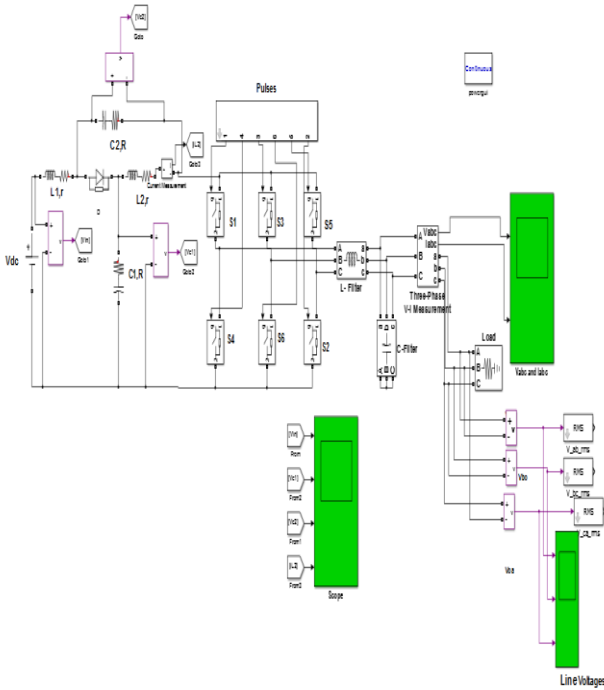 [Vc2]
Goto
Continuous
powergui
Pulses
C2,R
[IL2]
Goto3
Current Measurement
L1,r
L2,r
S1
S3
S5
[Vin]
Goto1
[Vc1]
Goto2
Vdc
C1,R
A
B
C
a
b
c
L- Filter
A
B
C
Vabc
Iabc
a
b
c
Three-Phase
V-I Measurement
S4
S6
S2
C-Filter
Load
A
B
C
Vabc and Iabc
[Vin]
From
[Vc1]
From2
[Vc2]
From1
[IL2]
From3
Scope
RMS
V_ab_rms
RMS
V_bc_rms
RMS
V_ca_rms
Line Voltages